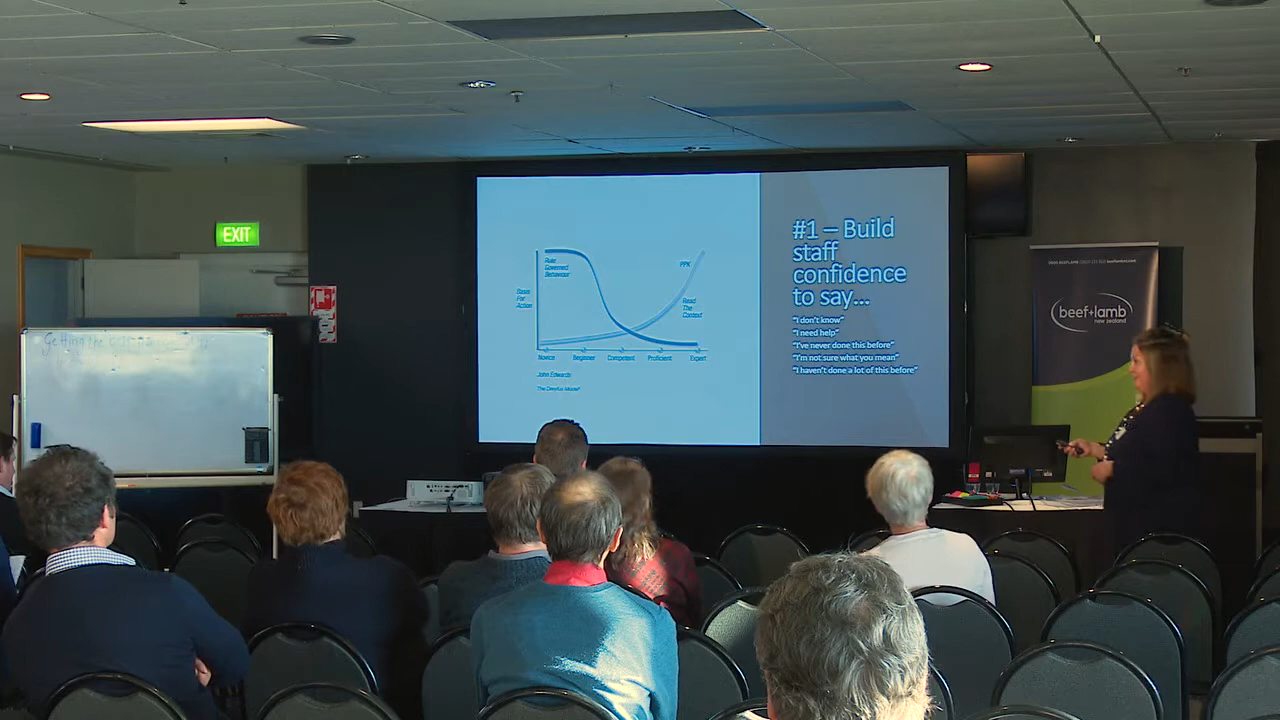 EXIT
Getting the
Rule
Governed
Behaviour
PPK
Basis
For
Action
Read
The
Context
Novice Beginner Competent Proficient Expert
John Edwards
The Dreyfus Model
#1 – Build
staff
confidence
to say...
"I don't know"
"I need help"
"I've never done this before"
"I'm not sure what you mean"
"I haven't done a lot of this before"
beef+lamb
new zealand